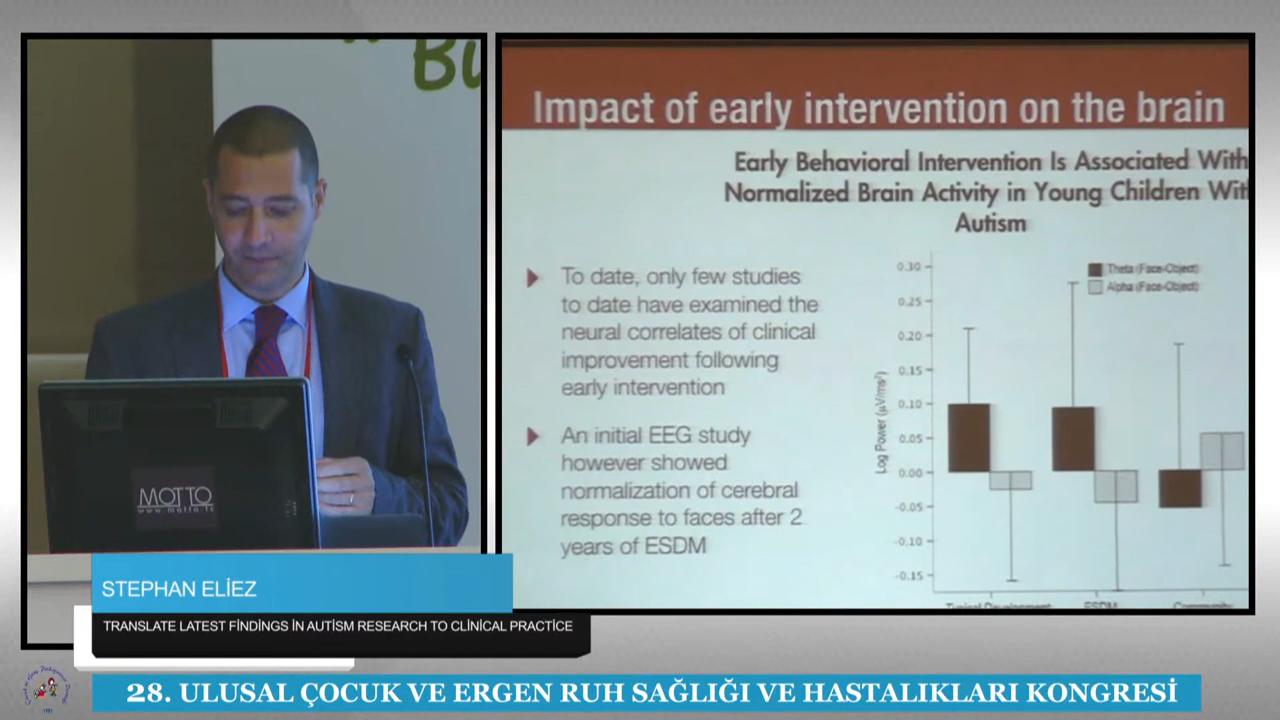 Bu
Impact of early intervention on the brain
Early Behavioral Intervention Is Associated With
Normalized Brain Activity in Young Children With
Autism
To date, only few studies
to date have examined the
neural correlates of clinical
improvement following
early intervention
An initial EEG study
however showed
normalization of cerebral
response to faces after 2
years of ESDM
Theta (Face-Object)
Alpha (Face-Object)
Log Power (µV/ms²)
0.30
0.25
0.20
0.15
0.10
0.05
0.00
-0.05
-0.10
-0.15
Typical Development
ESDM
Community
MOTTO
www.motto.tc
STEPHAN ELİEZ
TRANSLATE LATEST FİNDİNGS İN AUTİSM RESEARCH TO CLİNİCAL PRACTİCE
28. ULUSAL ÇOCUK VE ERGEN RUH SAĞLIĞI VE HASTALIKLARI KONGRESİ